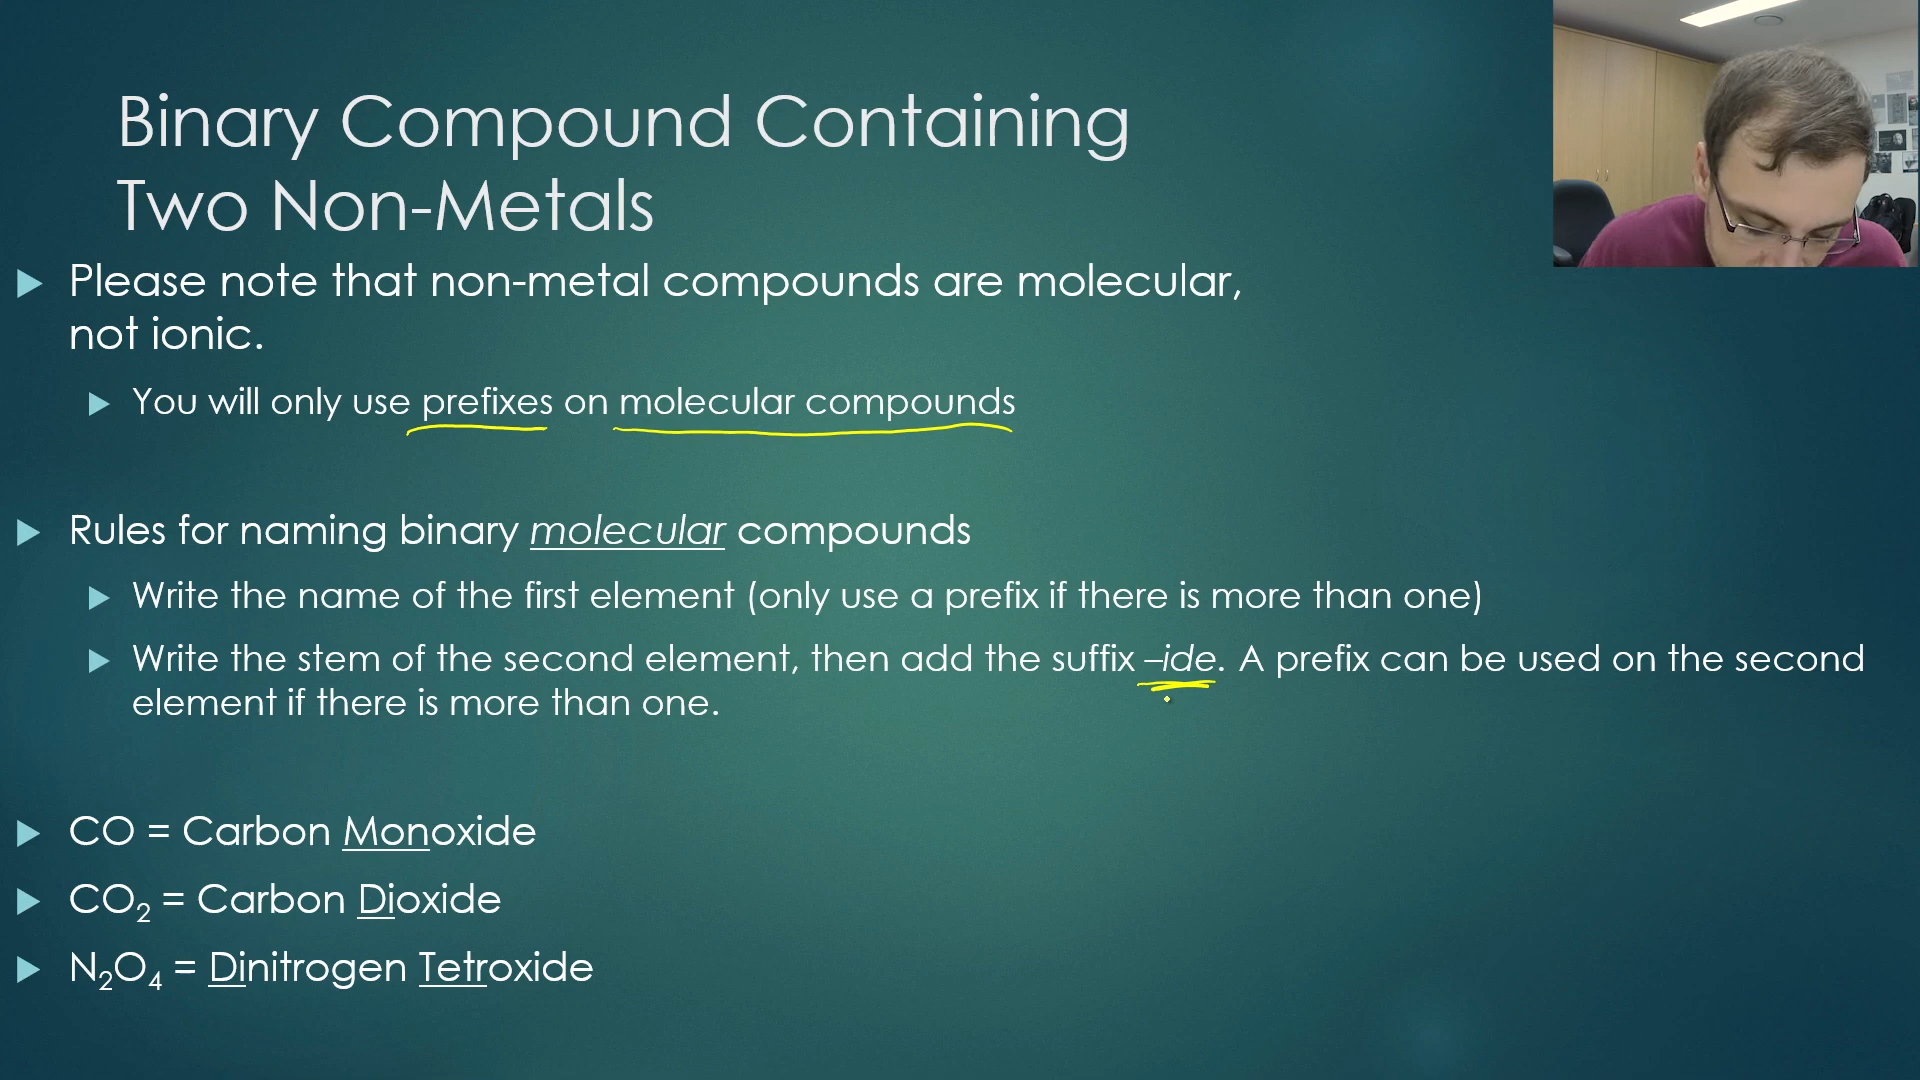 Binary Compound Containing
Two Non-Metals
Please note that non-metal compounds are molecular,
not ionic.
You will only use prefixes on molecular compounds
Rules for naming binary molecular compounds
Write the name of the first element (only use a prefix if there is more than one)
Write the stem of the second element, then add the suffix –ide. A prefix can be used on the second
element if there is more than one.
CO = Carbon Monoxide
CO₂ = Carbon Dioxide
N₂O₄ = Dinitrogen Tetroxide